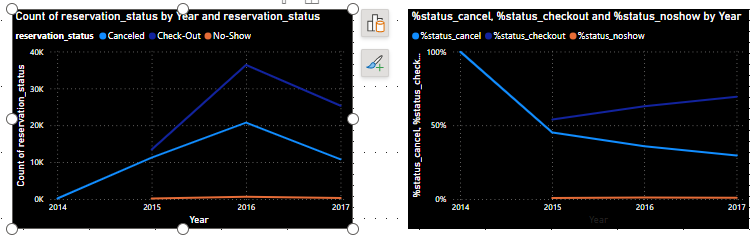 Count of reservation_status by Year and reservation_status
reservation_status Canceled Check-Out No-Show
Count of reservation_status
40K
30K
20K
10K
0K
2014 2015 2016 2017
Year
%status_cancel, %status_checkout and %status_noshow by Year
%status_cancel %status_checkout %status_noshow
%status_cancel, %status_check...
100%
50%
0%
2014 2015 2016 2017
Year